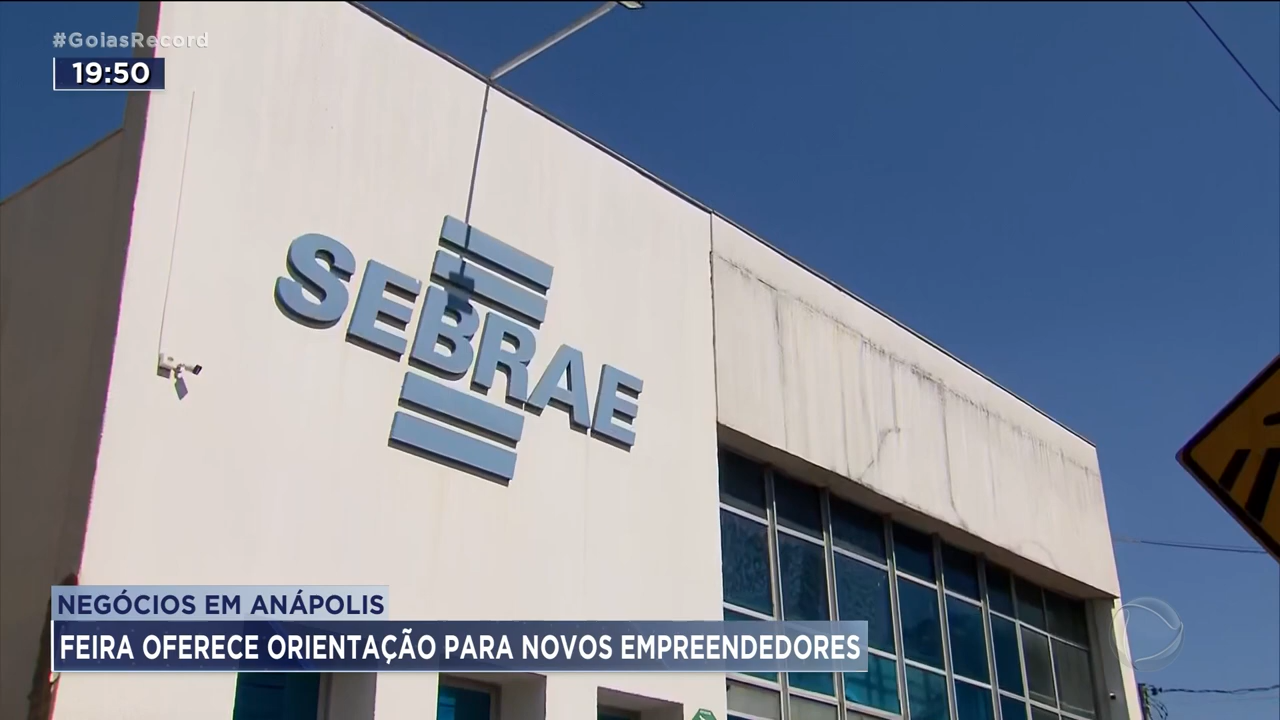 #GoiasRecord
19:50
SEBRAE
NEGÓCIOS EM ANÁPOLIS
FEIRA OFERECE ORIENTAÇÃO PARA NOVOS EMPREENDEDORES